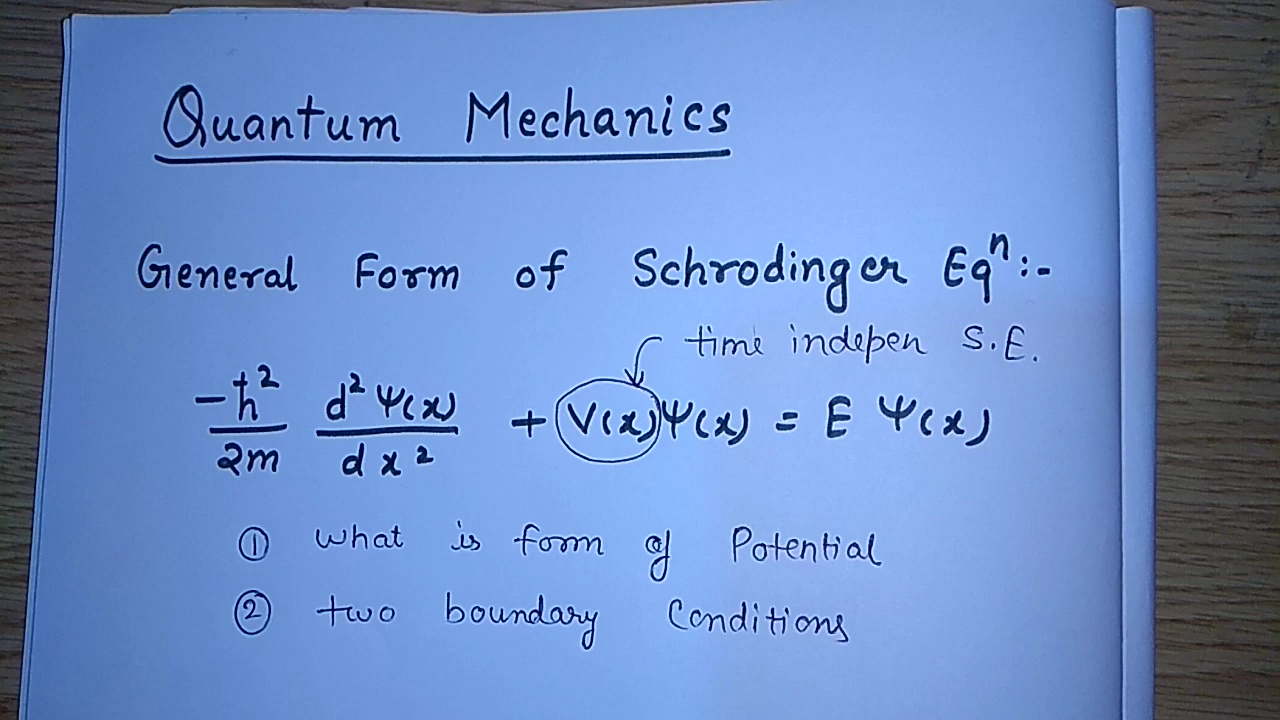 Quantum Mechanics
General Form of Schrodinger Eqⁿ:-
time indepen S.E.
-ħ²/2m d²Ψ(x)/dx² + V(x)Ψ(x) = E Ψ(x)
① what is form of Potential
② two boundary Conditions